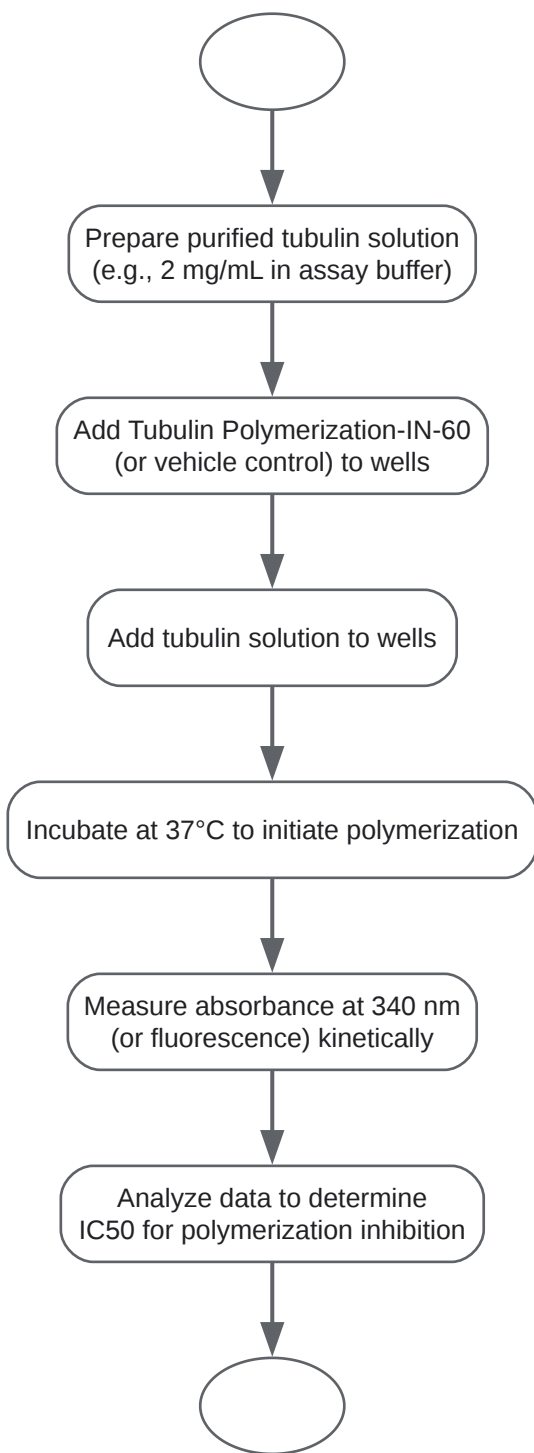 Prepare purified tubulin solution
(e.g., 2 mg/mL in assay buffer)
Add Tubulin Polymerization-IN-60
(or vehicle control) to wells
Add tubulin solution to wells
Incubate at 37°C to initiate polymerization
Measure absorbance at 340 nm
(or fluorescence) kinetically
Analyze data to determine
IC50 for polymerization inhibition